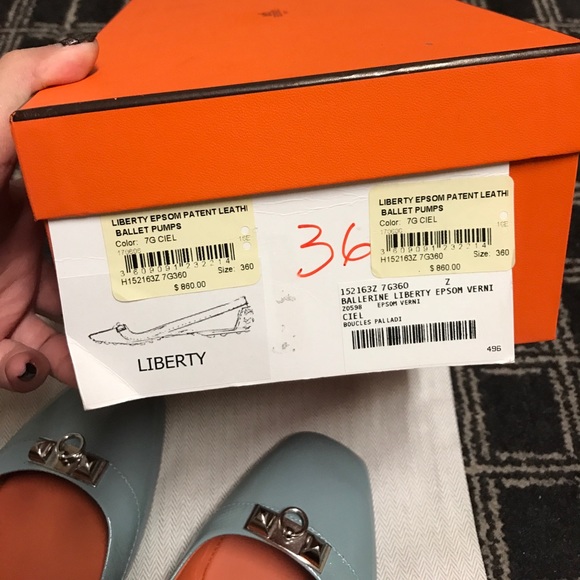 LIBERTY EPSOM PATENT LEATH
BALLET PUMPS
Color: 7G CIEL
3609091232214
H152163Z 7G360 Size: 360
$ 860.00
LIBERTY
36
LIBERTY EPSOM PATENT LEATH
BALLET PUMPS
Color: 7G CIEL
3609091232214
H152163Z 7G360 Size: 360
$ 860.00
152163Z 7G360 Z
BALLERINE LIBERTY EPSOM VERNI
Z0598 EPSOM VERNI
CIEL
BOUCLES PALLADI
496